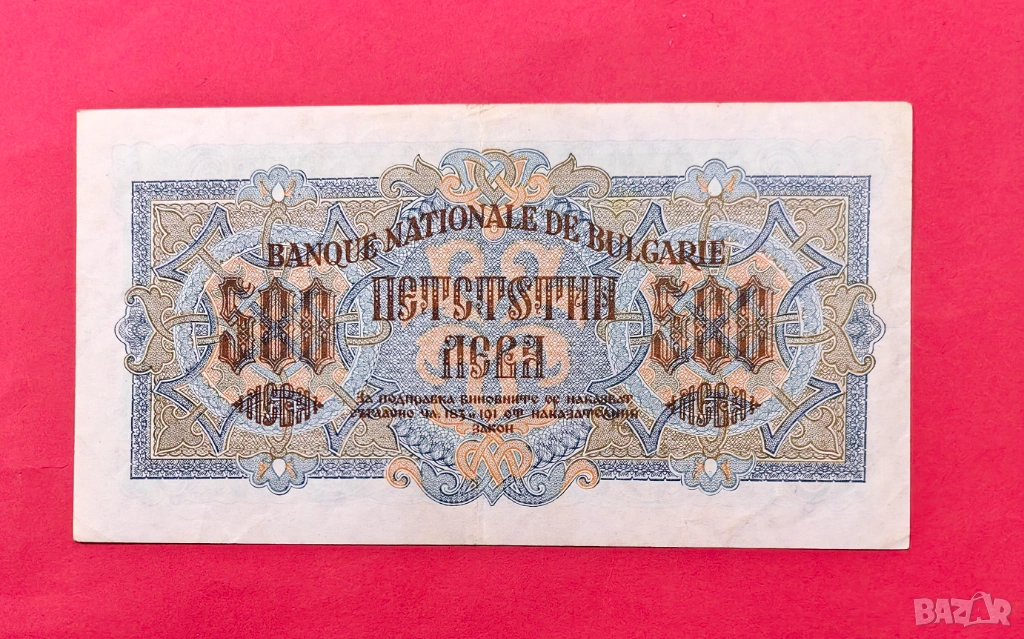 BANQUE NATIONALE DE BULGARIE
500 ПЕТСТОТИН 500
ЛЕВА
ЛЕВА ЛЕВА
ЗА ПОДПРАВКА ВИНОВНИТЕ СЕ НАКАЗВАТ
СЪГЛАСНО ЧЛ. 183 и 191 ОТ НАКАЗАТЕЛНИЯ
ЗАКОН
BAZAR